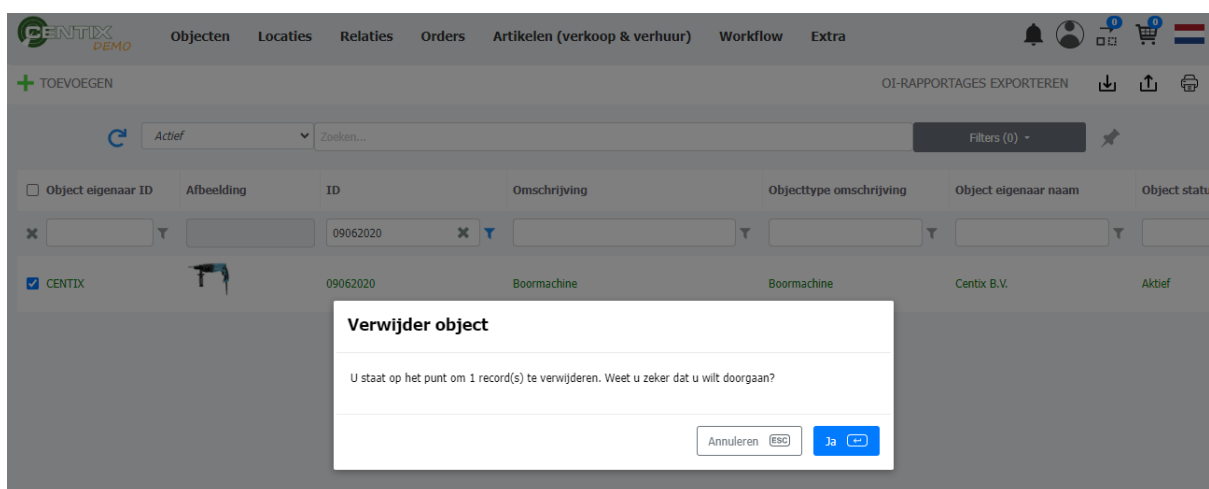 CENTIX
DEMO
Objecten Locaties Relaties Orders Artikelen (verkoop & verhuur) Workflow Extra 0 0
TOEVOEGEN OI-RAPPORTAGES EXPORTEREN
Actief Zoeken... Filters (0)
Object eigenaar ID Afbeelding ID Omschrijving Objecttype omschrijving Object eigenaar naam Object statu
09062020
CENTIX 09062020 Boormachine Boormachine Centix B.V. Aktief
Verwijder object
U staat op het punt om 1 record(s) te verwijderen. Weet u zeker dat u wilt doorgaan?
Annuleren ESC Ja